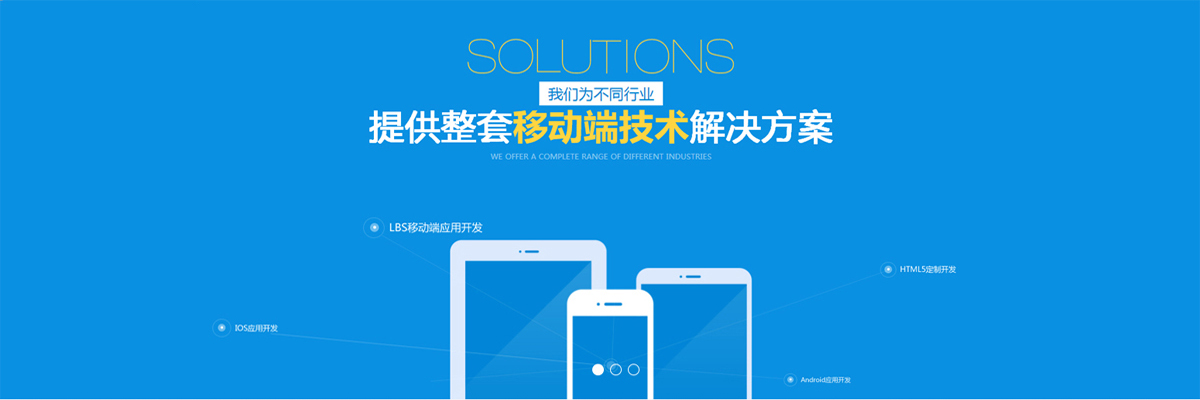 SOLUTIONS
我们为不同行业
提供整套移动端技术解决方案
WE OFFER A COMPLETE RANGE OF DIFFERENT INDUSTRIES
LBS移动端应用开发
HTML5定制开发
IOS应用开发
Android应用开发